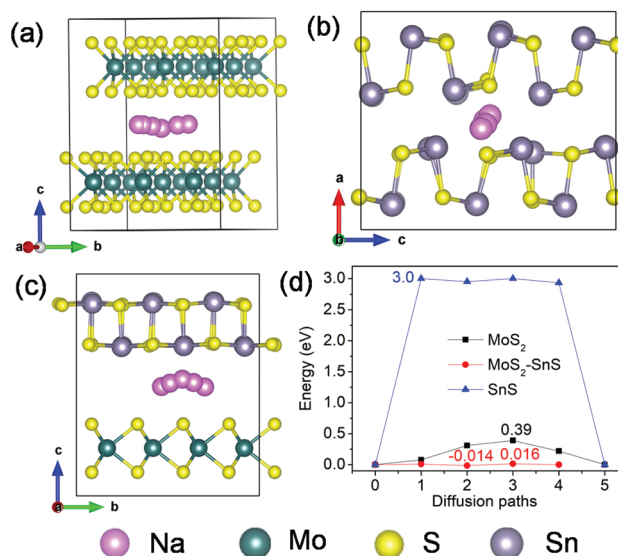 (a)
c
a
b
(b)
a
b
c
(c)
c
a
b
(d)
Energy (eV)
3.0
2.5
2.0
1.5
1.0
0.5
0.0
3.0
MoS₂
MoS₂-SnS
SnS
0.39
-0.014
0.016
0 1 2 3 4 5
Diffusion paths
Na Mo S Sn